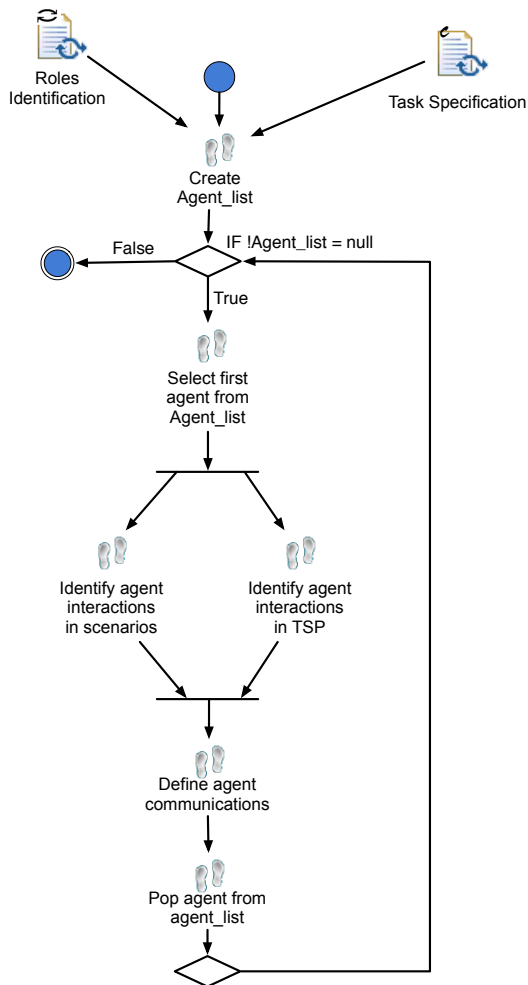 Roles
Identification
Task Specification
Create
Agent_list
False
IF !Agent_list = null
True
Select first
agent from
Agent_list
Identify agent
interactions
in scenarios
Identify agent
interactions
in TSP
Define agent
communications
Pop agent from
agent_list